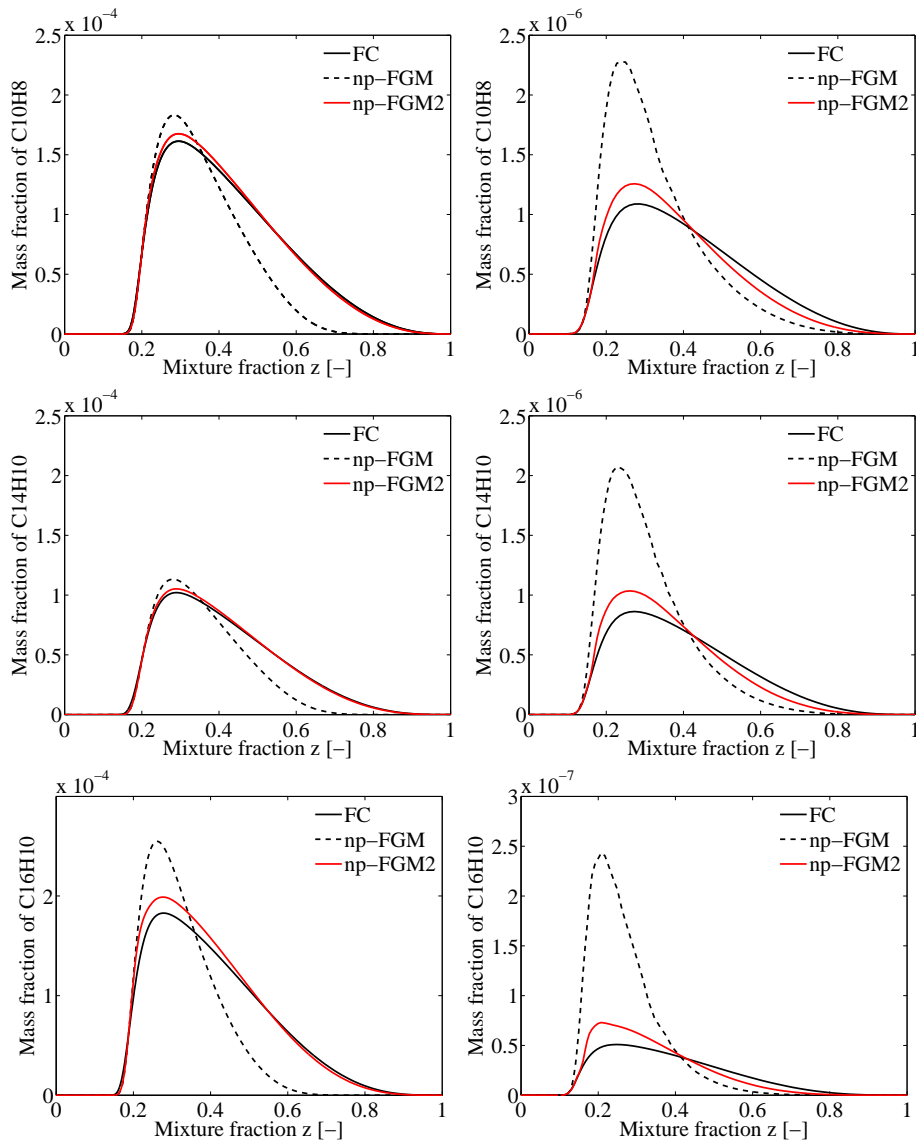 x 10⁻⁴
2.5
2
1.5
1
0.5
0
Mass fraction of C10H8
FC
np−FGM
np−FGM2
0 0.2 0.4 0.6 0.8 1
Mixture fraction z [−]
x 10⁻⁶
2.5
2
1.5
1
0.5
0
Mass fraction of C10H8
FC
np−FGM
np−FGM2
0 0.2 0.4 0.6 0.8 1
Mixture fraction z [−]
x 10⁻⁴
2.5
2
1.5
1
0.5
0
Mass fraction of C14H10
FC
np−FGM
np−FGM2
0 0.2 0.4 0.6 0.8 1
Mixture fraction z [−]
x 10⁻⁶
2.5
2
1.5
1
0.5
0
Mass fraction of C14H10
FC
np−FGM
np−FGM2
0 0.2 0.4 0.6 0.8 1
Mixture fraction z [−]
x 10⁻⁴
2
1
0
Mass fraction of C16H10
FC
np−FGM
np−FGM2
0 0.2 0.4 0.6 0.8 1
Mixture fraction z [−]
x 10⁻⁷
3
2
1
0
Mass fraction of C16H10
FC
np−FGM
np−FGM2
0.2 0.4 0.6 0.8 1
Mixture fraction z [−]